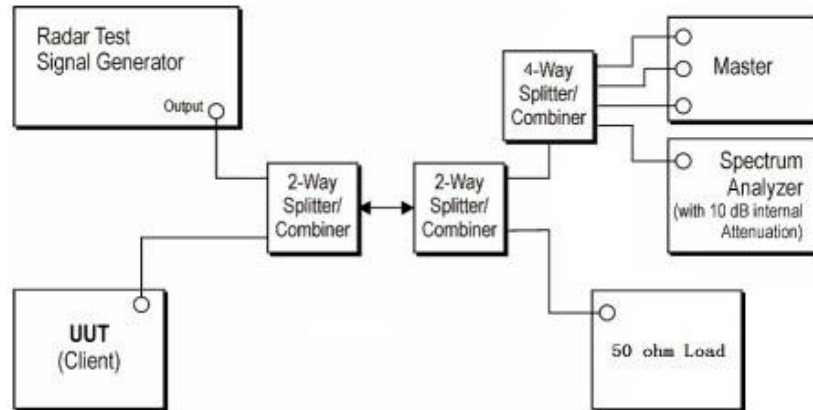 Radar Test
Signal Generator
Output
4-Way
Splitter/
Combiner
Master
2-Way
Splitter/
Combiner
2-Way
Splitter/
Combiner
Spectrum
Analyzer
(with 10 dB internal
Attenuation)
UUT
(Client)
50 ohm Load